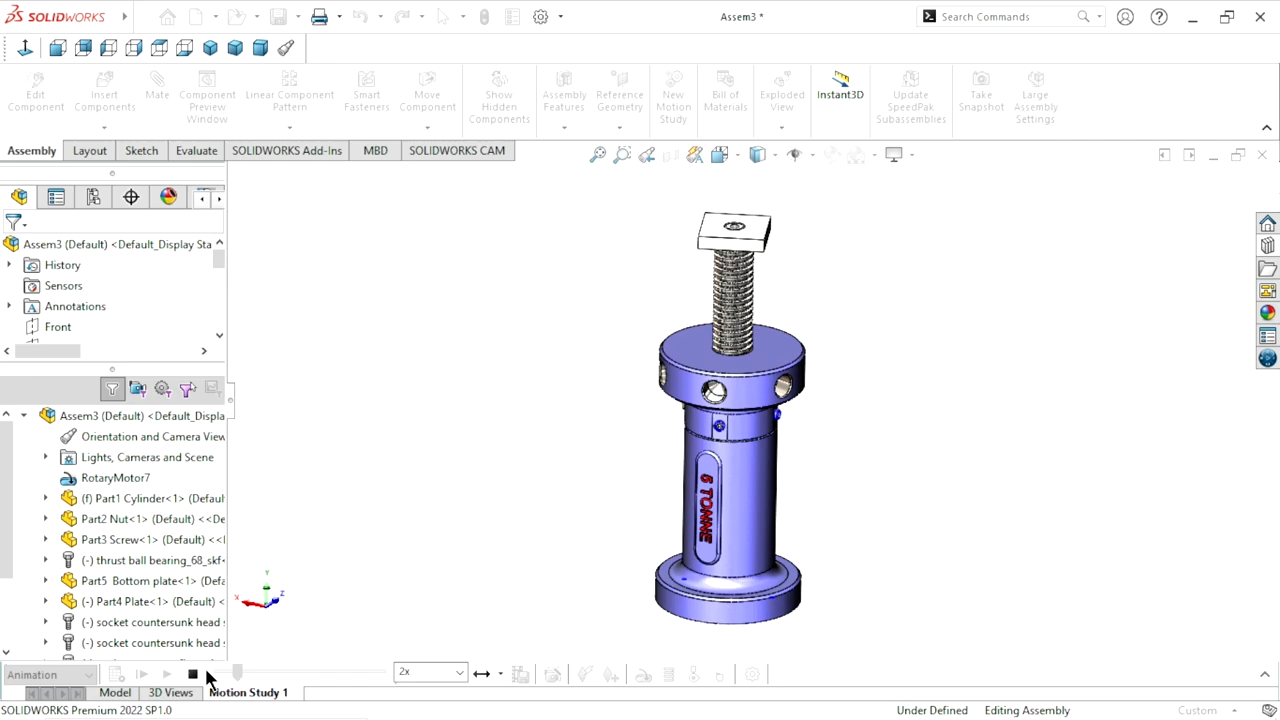 SOLIDWORKS
Assem3 *
Search Commands
Edit Component
Insert Components
Mate
Component Preview Window
Linear Component Pattern
Smart Fasteners
Move Component
Show Hidden Components
Assembly Features
Reference Geometry
New Motion Study
Bill of Materials
Exploded View
Instant3D
Update SpeedPak Subassemblies
Take Snapshot
Large Assembly Settings
Assembly
Layout
Sketch
Evaluate
SOLIDWORKS Add-Ins
MBD
SOLIDWORKS CAM
Assem3 (Default) <Default_Display Sta
History
Sensors
Annotations
Front
Assem3 (Default) <Default_Displa
Orientation and Camera View
Lights, Cameras and Scene
RotaryMotor7
(f) Part1 Cylinder<1> (Defaul
Part2 Nut<1> (Default) <<De
Part3 Screw<1> (Default) <<
(-) thrust ball bearing_68_skf
Part5 Bottom plate<1> (Defa
(-) Part4 Plate<1> (Default) <
(-) socket countersunk head
(-) socket countersunk head
6 TONNE
Y
X
Z
Animation
2x
Model
3D Views
Motion Study 1
SOLIDWORKS Premium 2022 SP1.0
Under Defined
Editing Assembly
Custom